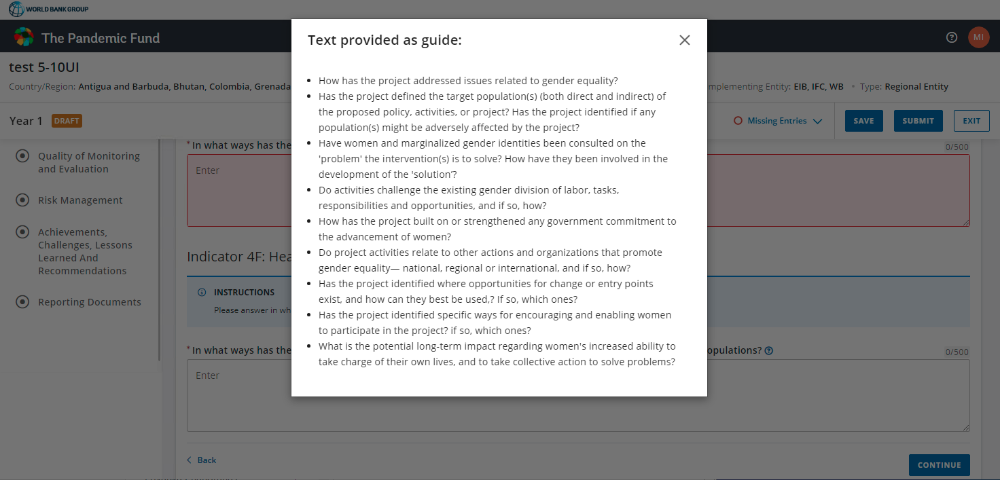 WORLD BANK GROUP
The Pandemic Fund
MI
test 5-10UI
Country/Region: Antigua and Barbuda, Bhutan, Colombia, Grenada
mplementing Entity: EIB, IFC, WB • Type: Regional Entity
Year 1 DRAFT
Missing Entries
SAVE SUBMIT EXIT
Quality of Monitoring
and Evaluation
Risk Management
Achievements,
Challenges, Lessons
Learned And
Recommendations
Reporting Documents
* In what ways has the
0/500
Enter
Indicator 4F: Hea
INSTRUCTIONS
Please answer in wh
* In what ways has the
opulations?
0/500
Enter
Back
CONTINUE
Text provided as guide:
• How has the project addressed issues related to gender equality?
• Has the project defined the target population(s) (both direct and indirect) of
the proposed policy, activities, or project? Has the project identified if any
population(s) might be adversely affected by the project?
• Have women and marginalized gender identities been consulted on the
'problem' the intervention(s) is to solve? How have they been involved in the
development of the 'solution’?
• Do activities challenge the existing gender division of labor, tasks,
responsibilities and opportunities, and if so, how?
• How has the project built on or strengthened any government commitment to
the advancement of women?
• Do project activities relate to other actions and organizations that promote
gender equality— national, regional or international, and if so, how?
• Has the project identified where opportunities for change or entry points
exist, and how can they best be used,? If so, which ones?
• Has the project identified specific ways for encouraging and enabling women
to participate in the project? if so, which ones?
• What is the potential long-term impact regarding women's increased ability to
take charge of their own lives, and to take collective action to solve problems?